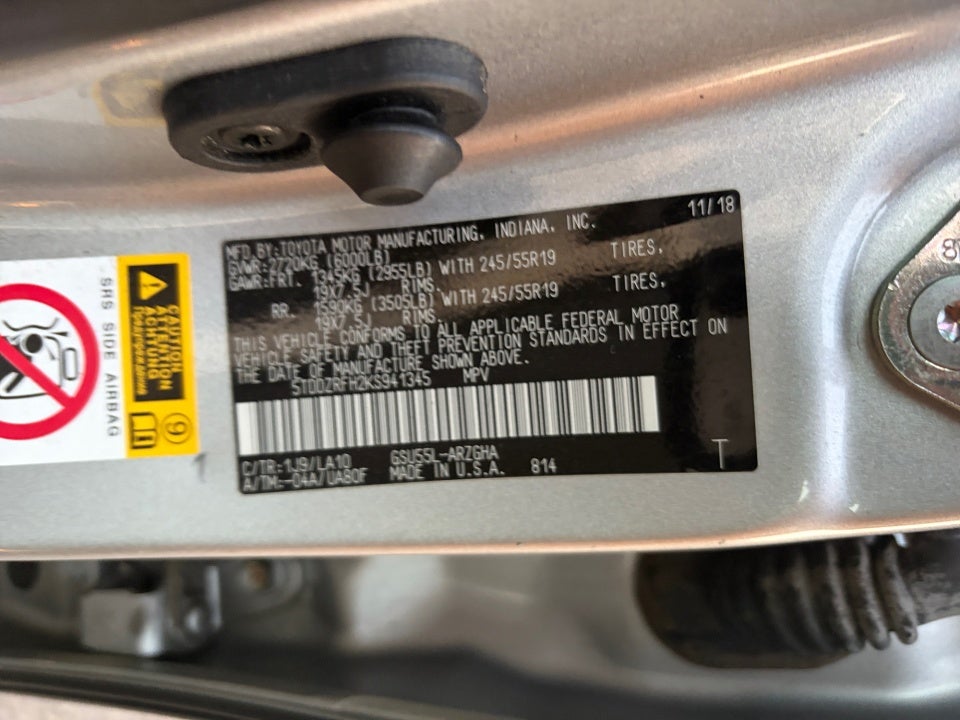 11/18
MFD.BY:TOYOTA MOTOR MANUFACTURING, INDIANA, INC.
GVWR:2720KG (6000LB)
GAWR:FRT. 1345KG (2955LB) WITH 245/55R19 TIRES,
19X7.5J RIMS.
RR. 1590KG (3505LB) WITH 245/55R19 TIRES,
19X7.5J RIMS.
THIS VEHICLE CONFORMS TO ALL APPLICABLE FEDERAL MOTOR
VEHICLE SAFETY AND THEFT PREVENTION STANDARDS IN EFFECT ON
THE DATE OF MANUFACTURE SHOWN ABOVE.
5TDDZRFH2KS941345 MPV
C/TR:1J9/LA10 GSU55L-ARZGHA
A/TM:-04A/UA80F MADE IN U.S.A. 814
T
SRS SIDE AIRBAG
CAUTION
ATTENTION
ACHTUNG
9